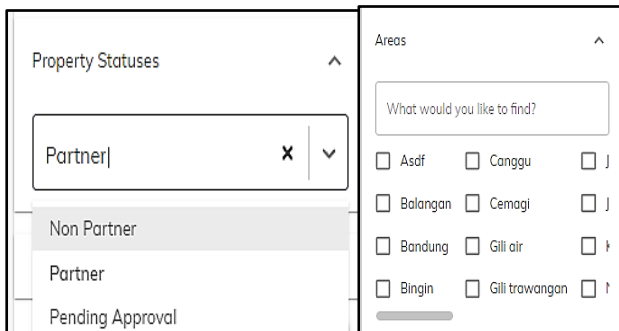 Property Statuses
Partner
Non Partner
Partner
Pending Approval
Areas
What would you like to find?
Asdf Canggu J
Balangan Cemagi J
Bandung Gili air
Bingin Gili trawangan